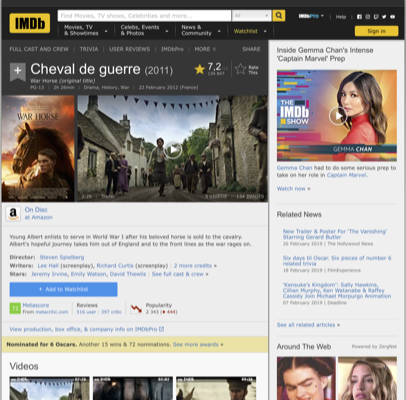 IMDb
Find Movies, TV shows, Celebrities and more...
All
IMDbPro
Help
Movies, TV & Showtimes
Celebs, Events & Photos
News & Community
Watchlist
Sign in
FULL CAST AND CREW | TRIVIA | USER REVIEWS | IMDbPro | MORE
SHARE
Cheval de guerre (2011)
War Horse (original title)
PG-13 | 2h 26min | Drama, History, War | 22 February 2012 (France)
7,2
Rate This
WAR HORSE
On Disc
at Amazon
Young Albert enlists to serve in World War I after his beloved horse is sold to the cavalry.
Albert's hopeful journey takes him out of England and to the front lines as the war rages on.
Director: Steven Spielberg
Writers: Lee Hall (screenplay), Richard Curtis (screenplay) | 2 more credits »
Stars: Jeremy Irvine, Emily Watson, David Thewlis | See full cast & crew »
+ Add to Watchlist
72
Metascore
From metacritic.com
Reviews
516 user | 397 critic
Popularity
2 343 (444)
View production, box office, & company info on IMDbPro
Nominated for 6 Oscars. Another 15 wins & 72 nominations. See more awards »
Videos
Inside Gemma Chan's Intense
'Captain Marvel' Prep
THE
IMDb
SHOW
GEMMA CHAN
Gemma Chan had to do some serious prep
to take on her role in Captain Marvel.
Watch now »
Related News
New Trailer & Poster For 'The Vanishing'
Starring Gerard Butler
26 February 2019 | The Hollywood News
Six days til Oscar. Six picture of number 6
related trivia
18 February 2019 | FilmExperience
'Kensuke's Kingdom': Sally Hawkins,
Cillian Murphy, Ken Watanabe & Raffey
Cassidy Join Michael Morpurgo Animation
07 February 2019 | Deadline
See all related articles »
Around The Web
Powered by ZergNet